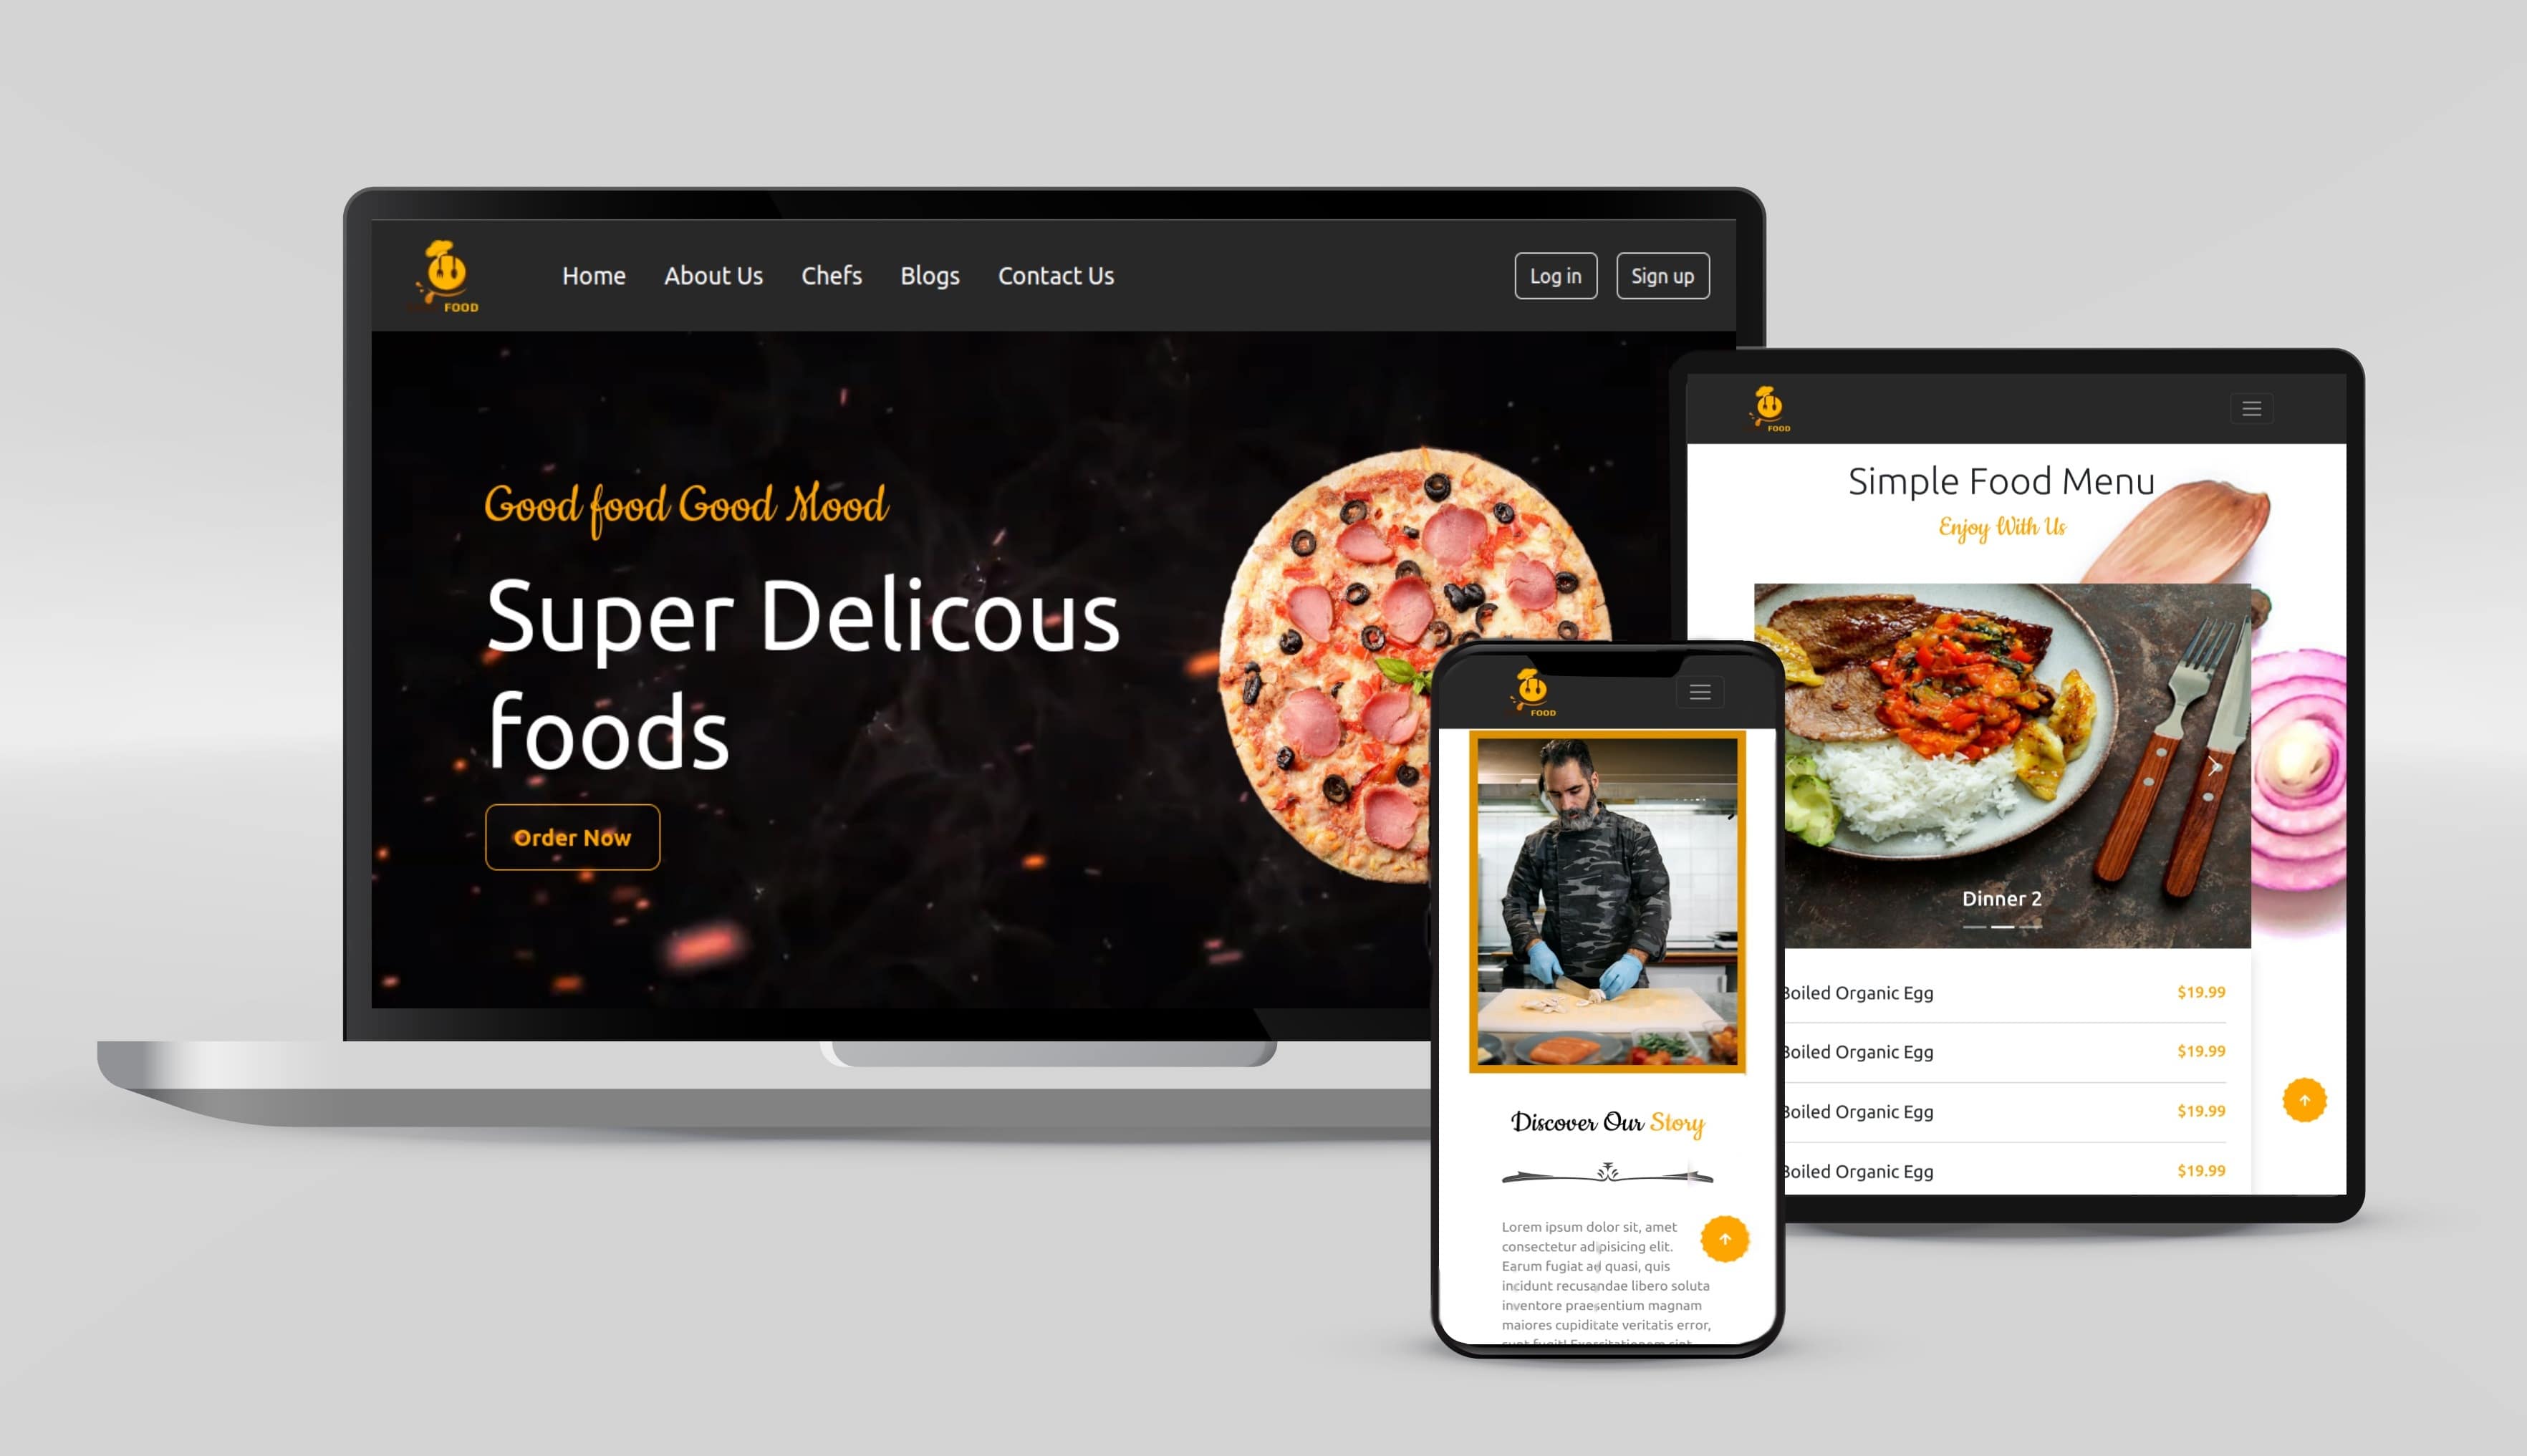 FOOD
Home About Us Chefs Blogs Contact Us
Log in Sign up
Good food Good Mood
Super Delicous
foods
Order Now
FOOD
Simple Food Menu
Enjoy With Us
Dinner 2
Boiled Organic Egg $19.99
Boiled Organic Egg $19.99
Boiled Organic Egg $19.99
Boiled Organic Egg $19.99
FOOD
Discover Our Story
Lorem ipsum dolor sit, amet
consectetur adipisicing elit.
Earum fugiat ad quasi, quis
incidunt recusandae libero soluta
inventore praesentium magnam
maiores cupiditate veritatis error,